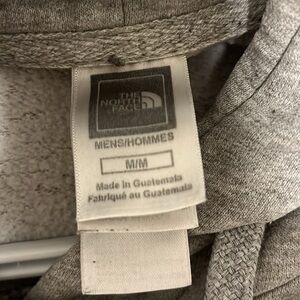 THE
NORTH
FACE
MENS/HOMMES
M/M
Made in Guatemala
Fabriqué au Guatemala